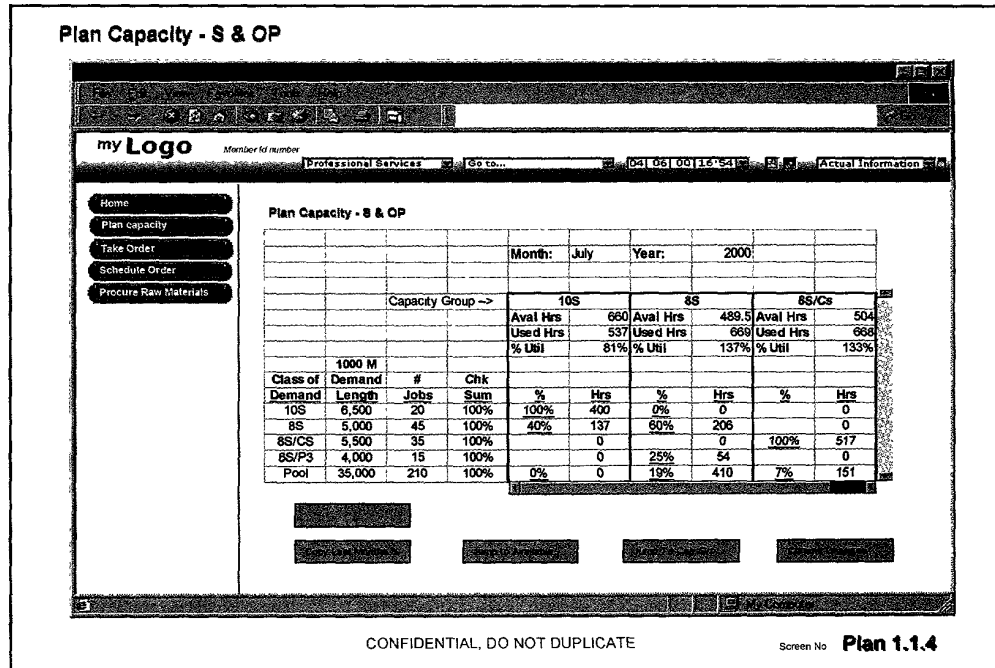 Plan Capacity - S & OP
my Logo
Member Id number
Professional Services Go to... 04| 06| 00|16'54 Actual Information
Home
Plan capacity
Take Order
Schedule Order
Procure Raw Materials
Plan Capacity - S & OP
Month: July Year: 2000
Capacity Group --> 10S 8S 8S/Cs
Aval Hrs 660 Aval Hrs 489.5 Aval Hrs 504
Used Hrs 537 Used Hrs 669 Used Hrs 668
% Util 81% % Util 137% % Util 133%
1000 M
Class of Demand # Chk
Demand Length Jobs Sum % Hrs % Hrs % Hrs
10S 6,500 20 100% 100% 400 0% 0 0
8S 5,000 45 100% 40% 137 60% 206 0
8S/CS 5,500 35 100% 0 0 100% 517
8S/P3 4,000 15 100% 0 25% 54 0
Pool 35,000 210 100% 0% 0 19% 410 7% 151
My Computer
CONFIDENTIAL, DO NOT DUPLICATE
Screen No Plan 1.1.4